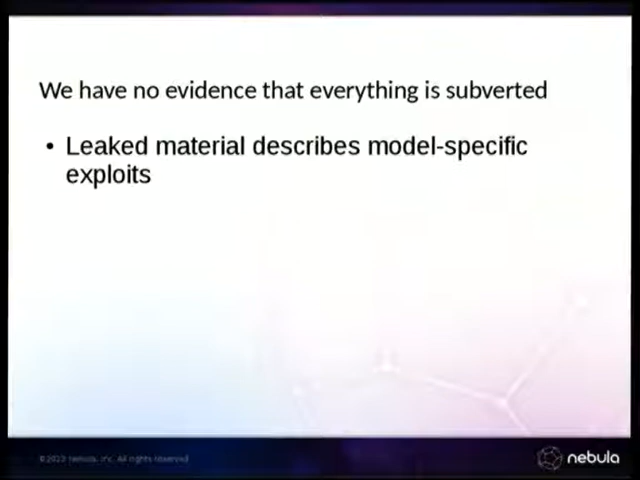 We have no evidence that everything is subverted
• Leaked material describes model-specific
exploits
nebula